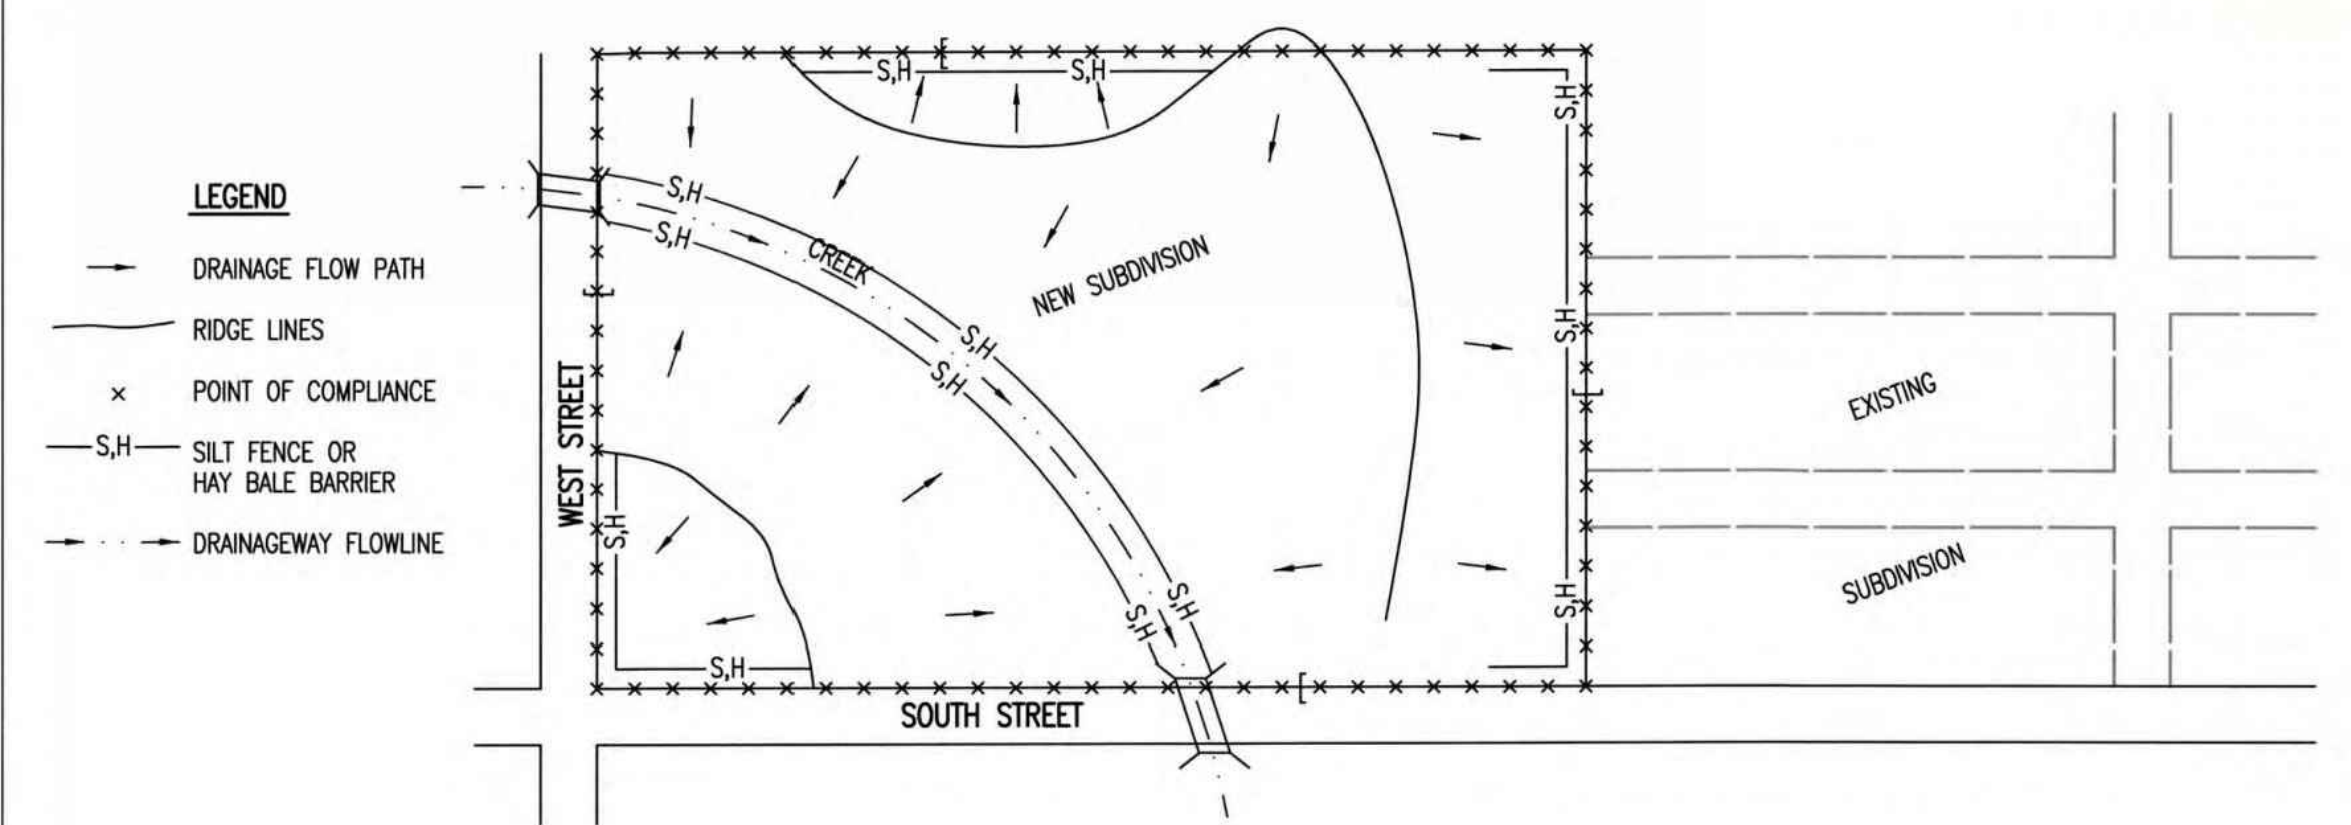 S,H
S,H
S,H
LEGEND
S,H
S,H
CREEK
NEW SUBDIVISION
DRAINAGE FLOW PATH
RIDGE LINES
S,H
S,H
S,H
POINT OF COMPLIANCE
EXISTING
S,H
SILT FENCE OR
HAY BALE BARRIER
WEST STREET
S,H
DRAINAGEWAY FLOWLINE
SUBDIVISION
S,H
S,H
S,H
S,H
SOUTH STREET